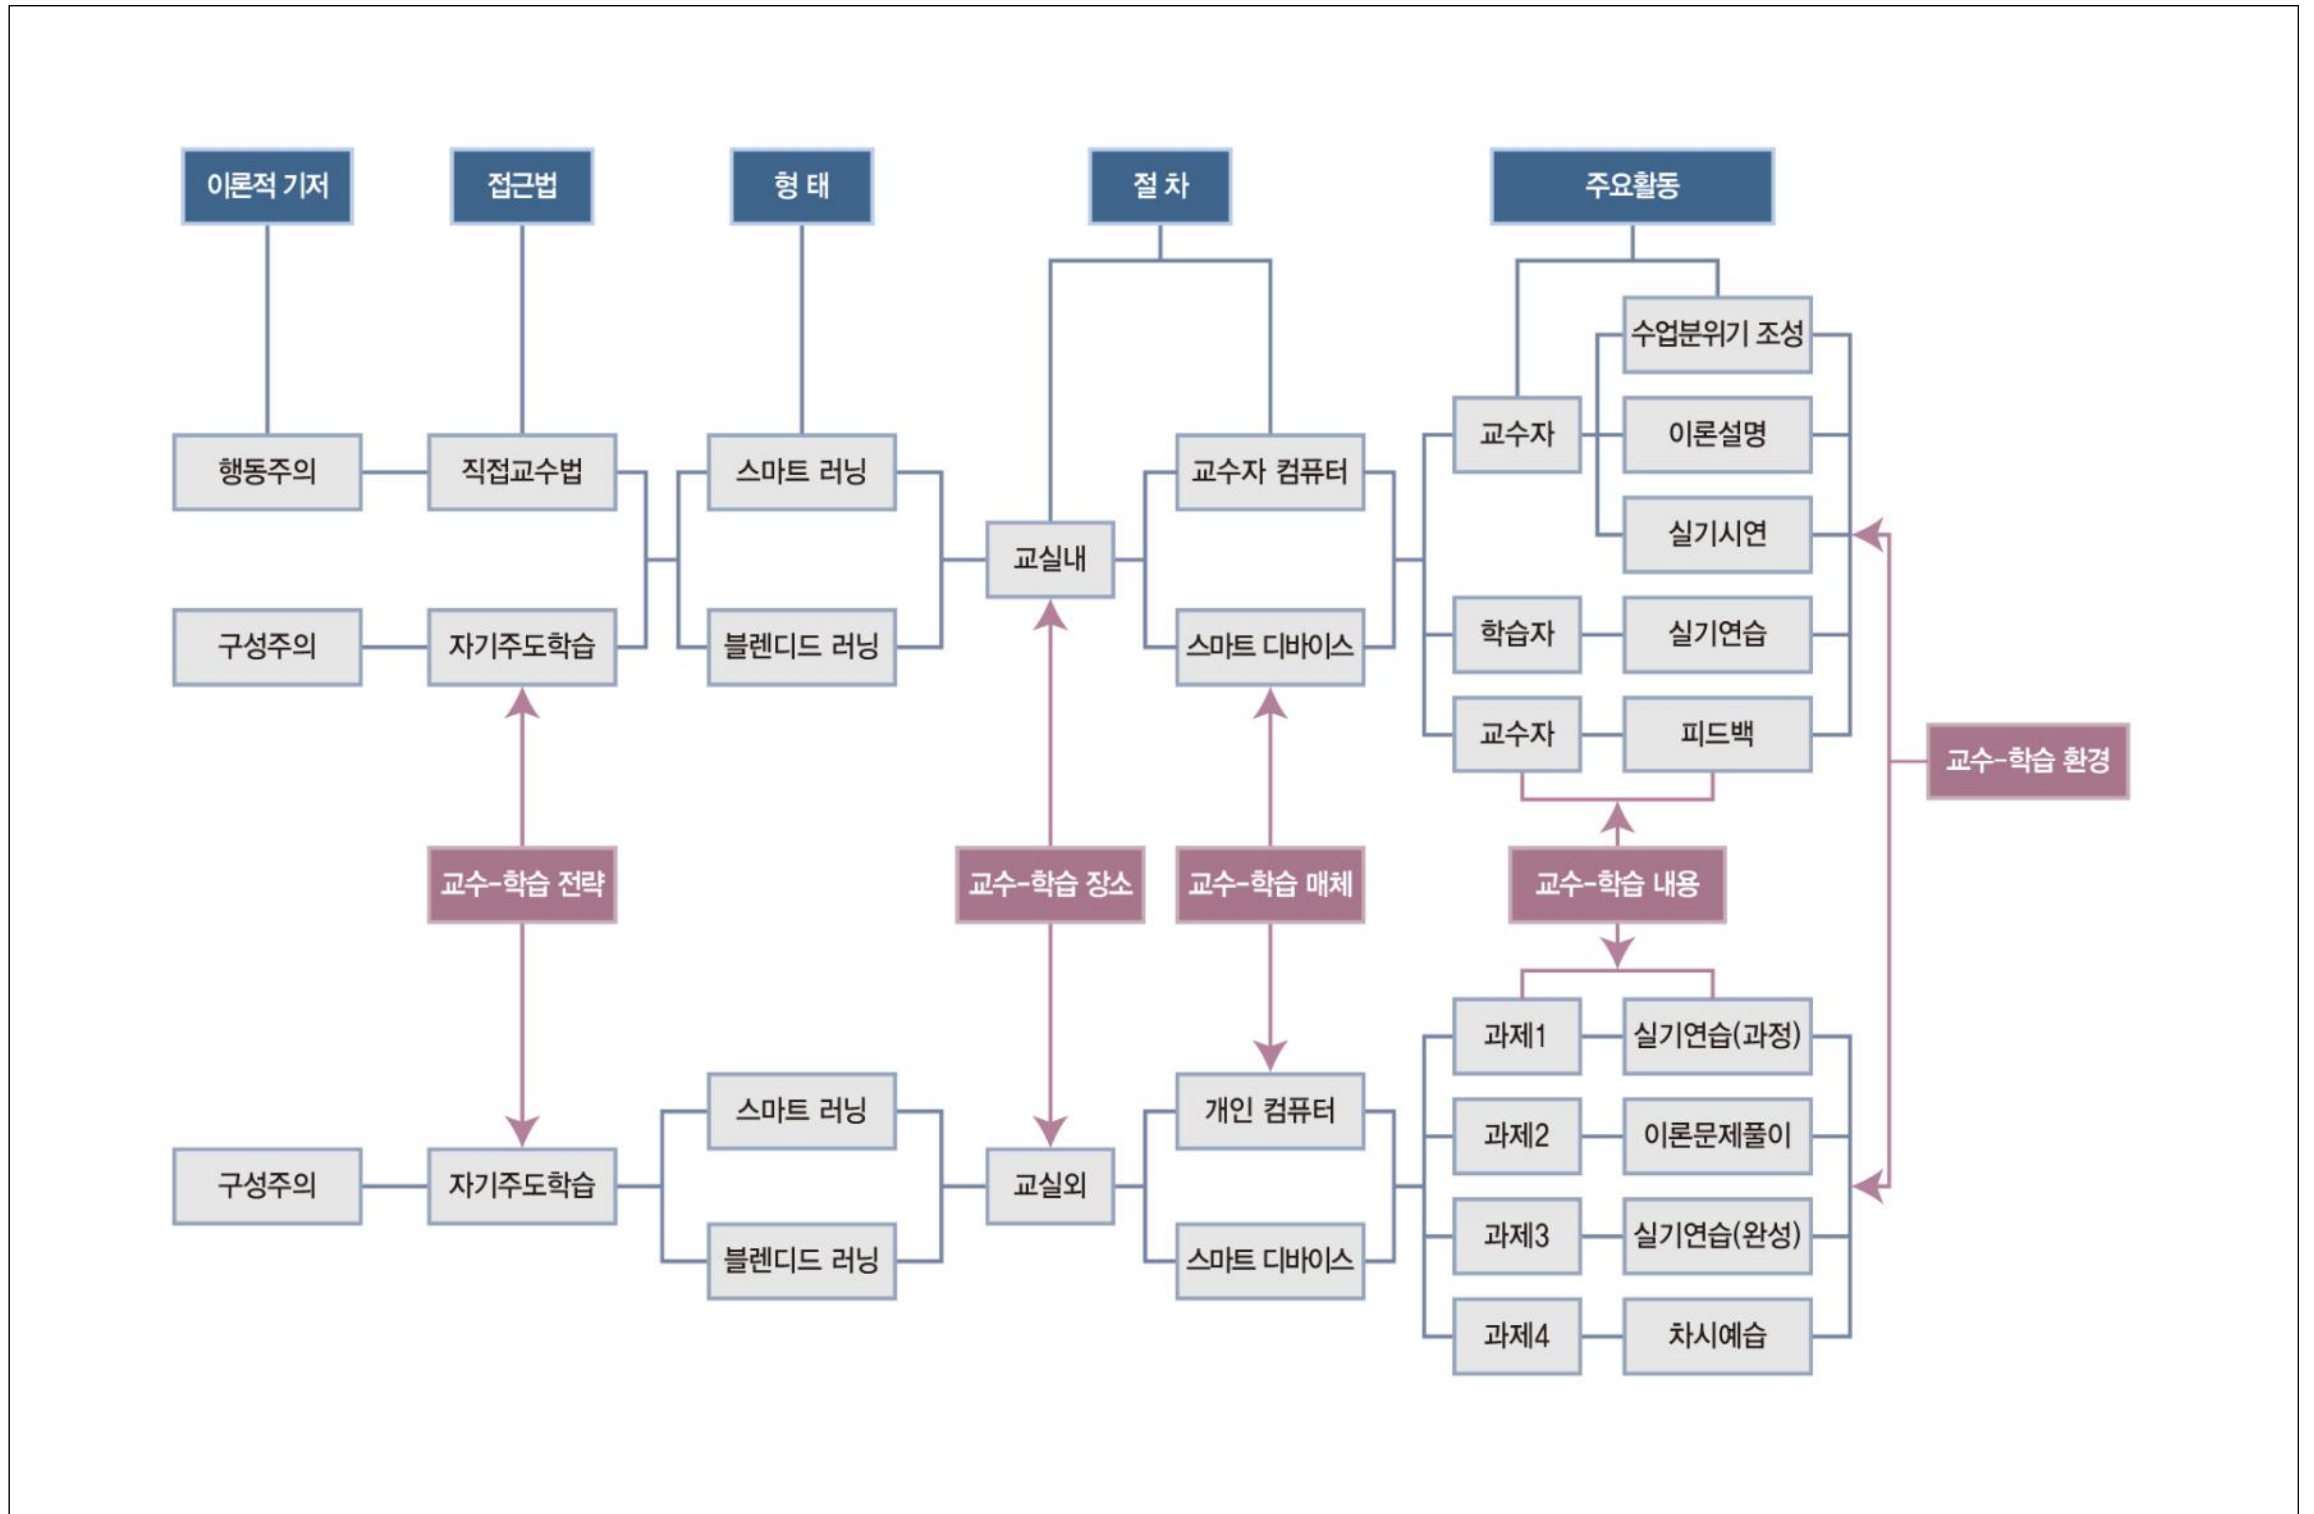 이론적 기저
접근법
형 태
절 차
주요활동
수업분위기 조성
교수자
이론설명
행동주의
직접교수법
스마트 러닝
교수자 컴퓨터
실기시연
교실내
구성주의
자기주도학습
블렌디드 러닝
스마트 디바이스
학습자
실기연습
교수자
피드백
교수-학습 환경
교수-학습 전략
교수-학습 장소
교수-학습 매체
교수-학습 내용
과제1
실기연습(과정)
스마트 러닝
개인 컴퓨터
과제2
이론문제풀이
구성주의
자기주도학습
교실외
과제3
실기연습(완성)
블렌디드 러닝
스마트 디바이스
과제4
차시예습